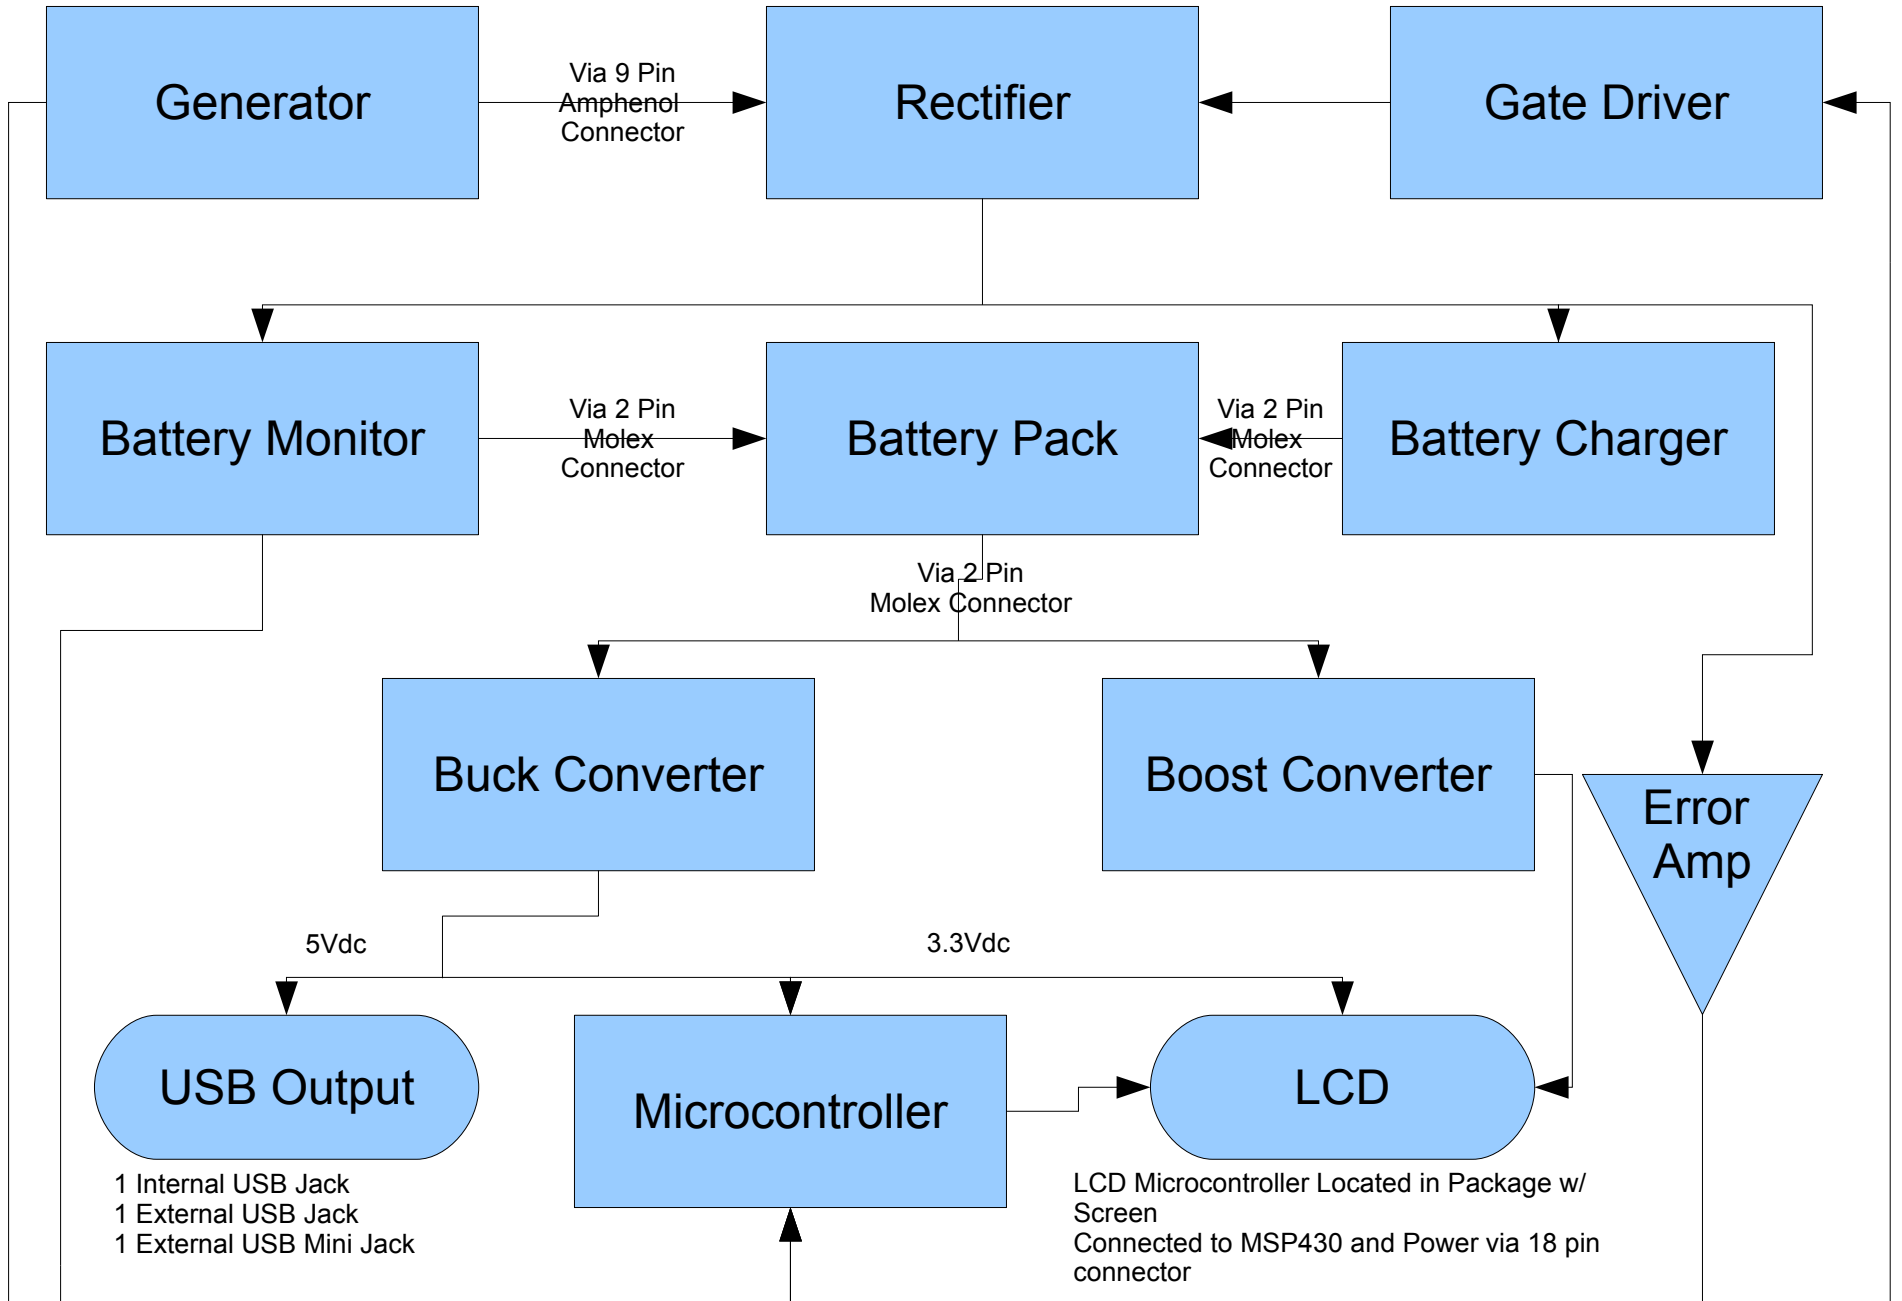 Generator
Via 9 Pin
Amphenol
Connector
Rectifier
Gate Driver
Battery Monitor
Via 2 Pin
Molex
Connector
Battery Pack
Via 2 Pin
Molex
Connector
Battery Charger
Via 2 Pin
Molex Connector
Buck Converter
Boost Converter
Error
Amp
5Vdc
3.3Vdc
USB Output
Microcontroller
LCD
1 Internal USB Jack
1 External USB Jack
1 External USB Mini Jack
LCD Microcontroller Located in Package w/
Screen
Connected to MSP430 and Power via 18 pin
connector